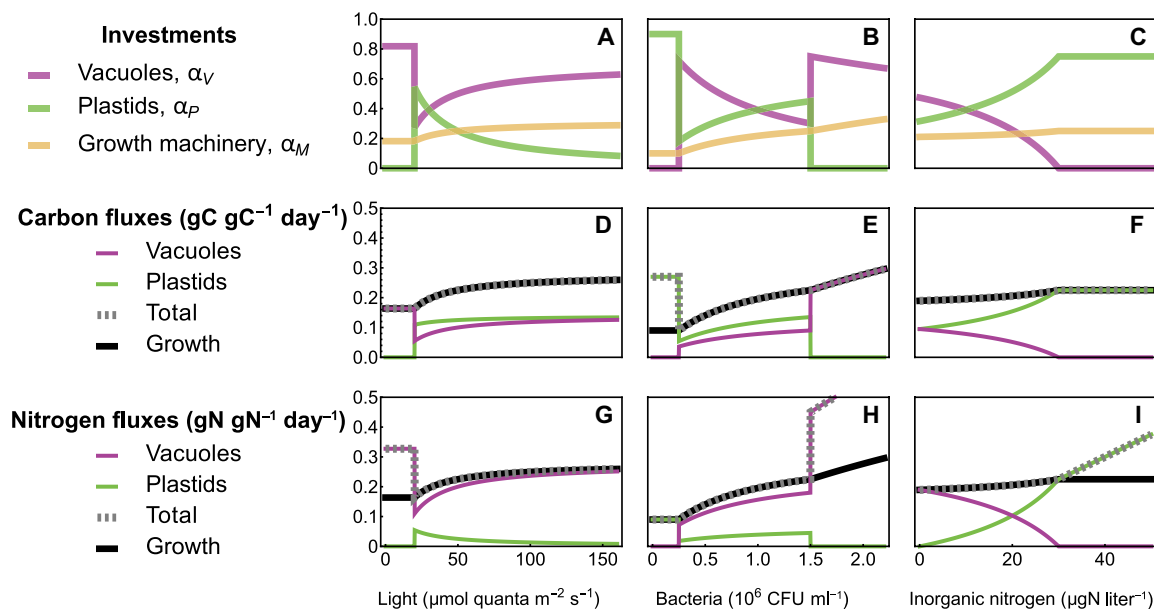 Investments
Vacuoles, αV
Plastids, αP
Growth machinery, αM
1.0
0.8
0.6
0.4
0.2
0
A
B
C
Carbon fluxes (gC gC⁻¹ day⁻¹)
Vacuoles
Plastids
Total
Growth
0.5
0.4
0.3
0.2
0.1
0
D
E
F
Nitrogen fluxes (gN gN⁻¹ day⁻¹)
Vacuoles
Plastids
Total
Growth
0.5
0.4
0.3
0.2
0.1
0
G
H
I
0 50 100 150
0 0.5 1.0 1.5 2.0
0 20 40
Light (μmol quanta m⁻² s⁻¹)
Bacteria (10⁶ CFU ml⁻¹)
Inorganic nitrogen (μgN liter⁻¹)